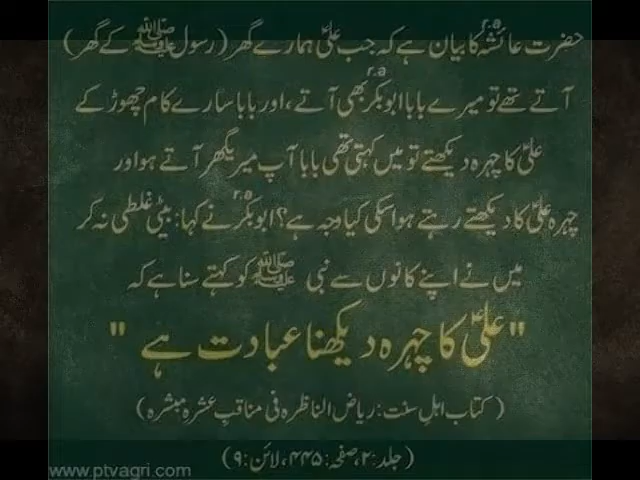 حضرت عائشہ r.a کا بیان ہے کہ جب علیؑ ہمارے گھر (رسول ﷺ کے گھر)
آتے تھے تو میرے بابا ابوبکر r.a بھی آتے، اور بابا سارے کام چھوڑ کے
علیؑ کا چہرہ دیکھتے تو میں کہتی تھی بابا آپ میرے گھر آتے ہو اور
چہرہ علیؑ کا دیکھتے رہتے ہو اسکی کیا وجہ ہے؟ ابوبکر r.a نے کہا: بیٹی غلطی نہ کر
میں نے اپنے کانوں سے نبی ﷺ کو کہتے سنا ہے کہ
"علیؑ کا چہرہ دیکھنا عبادت ہے"
(کتاب اہلِ سنت: ریاض الناظرہ فی مناقبِ عشرہ مبشرہ)
(جلد:۲، صفحہ:۴۴۵، لائن:۹)
www.ptvagri.com